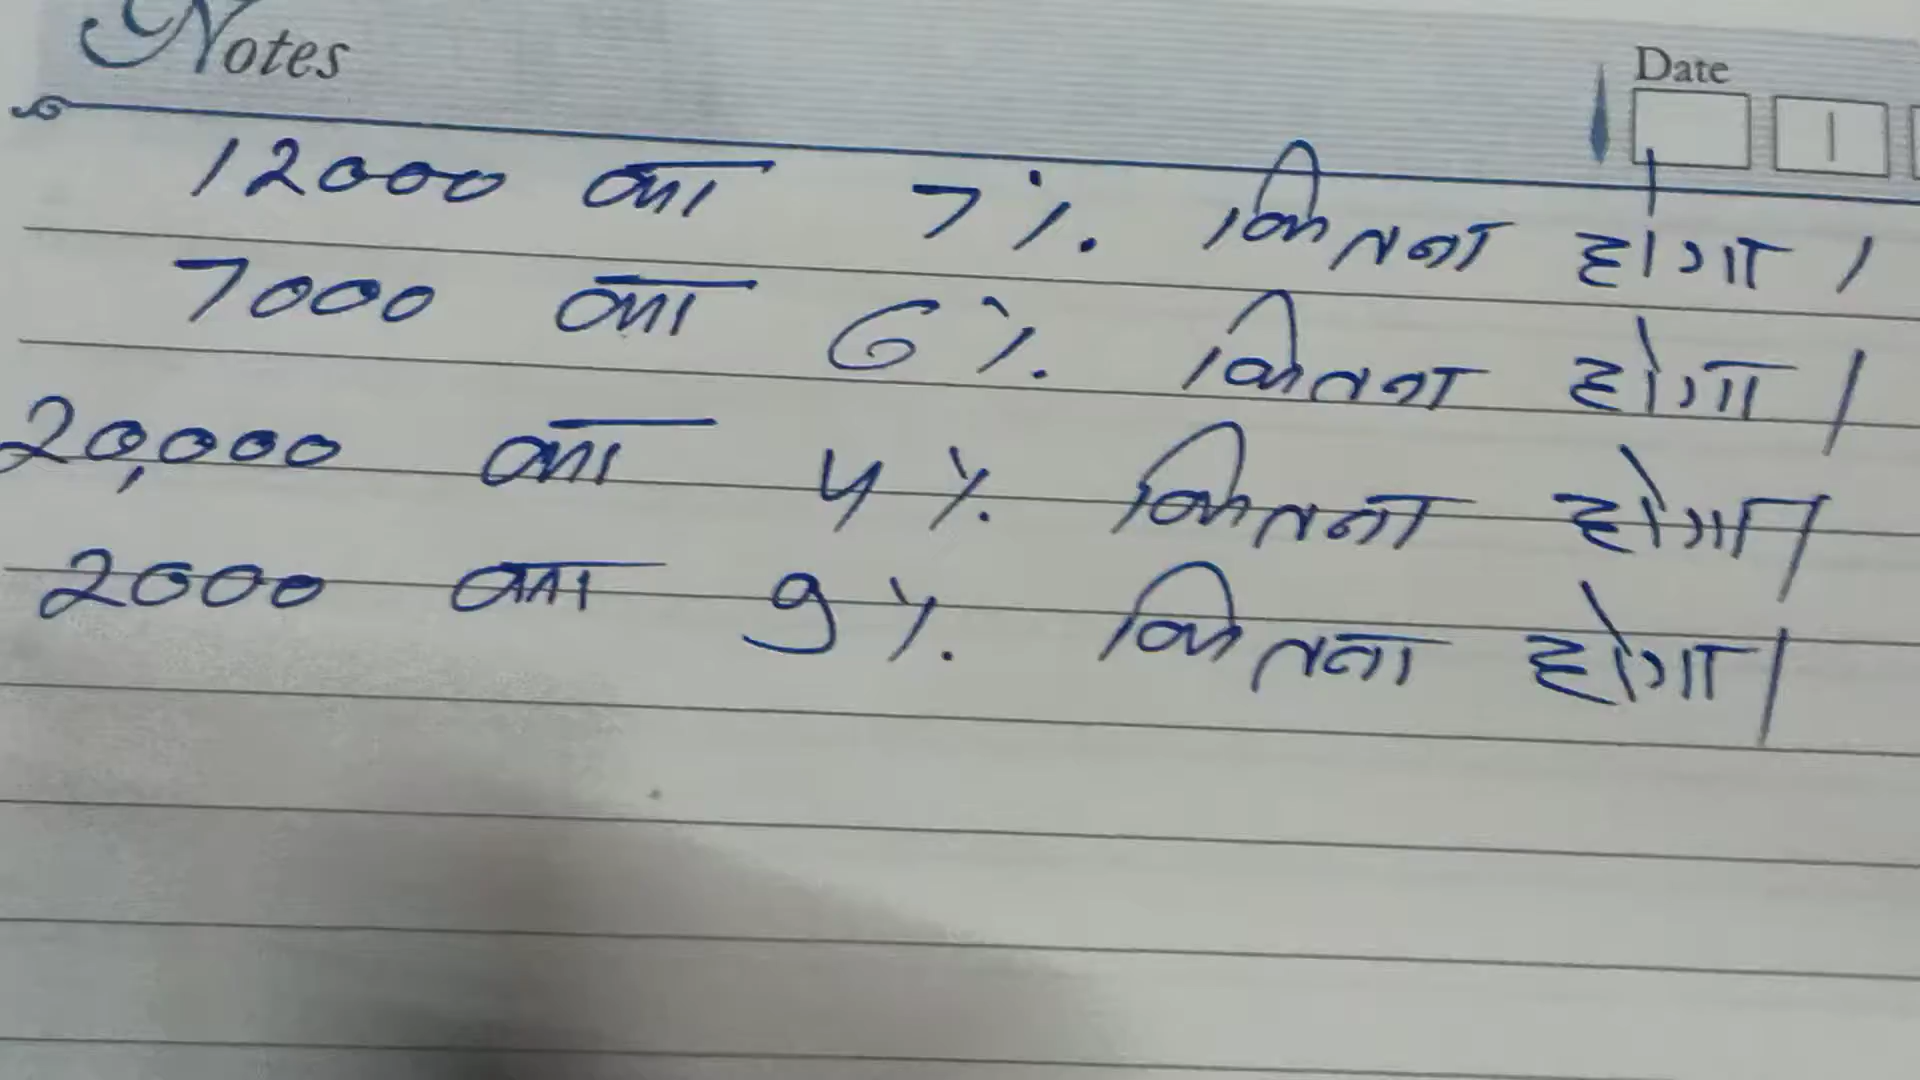 Notes
Date
12000 का 7%. कितना होगा।
7000 का 6%. कितना होगा।
20,000 का 4%. कितना होगा।
2000 का 9%. कितना होगा।